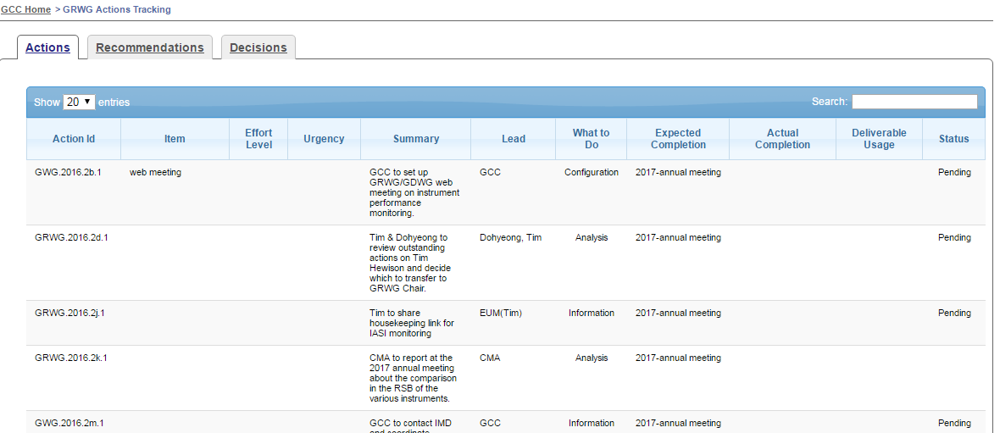 GCC Home > GRWG Actions Tracking
Actions Recommendations Decisions
Show 20 entries Search:
Action Id Item Effort Level Urgency Summary Lead What to Do Expected Completion Actual Completion Deliverable Usage Status
GWG.2016.2b.1 web meeting GCC to set up GCC Configuration 2017-annual meeting Pending
GRWG/GDWG web
meeting on instrument
performance
monitoring.
GRWG.2016.2d.1 Tim & Dohyeong to Dohyeong, Tim Analysis 2017-annual meeting Pending
review outstanding
actions on Tim
Hewison and decide
which to transfer to
GRWG Chair.
GRWG.2016.2j.1 Tim to share EUM(Tim) Information 2017-annual meeting Pending
housekeeping link for
IASI monitoring
GRWG.2016.2k.1 CMA to report at the CMA Analysis 2017-annual meeting
2017 annual meeting
about the comparison
in the RSB of the
various instruments.
GWG.2016.2m.1 GCC to contact IMD GCC Information 2017-annual meeting Pending
and coordinate